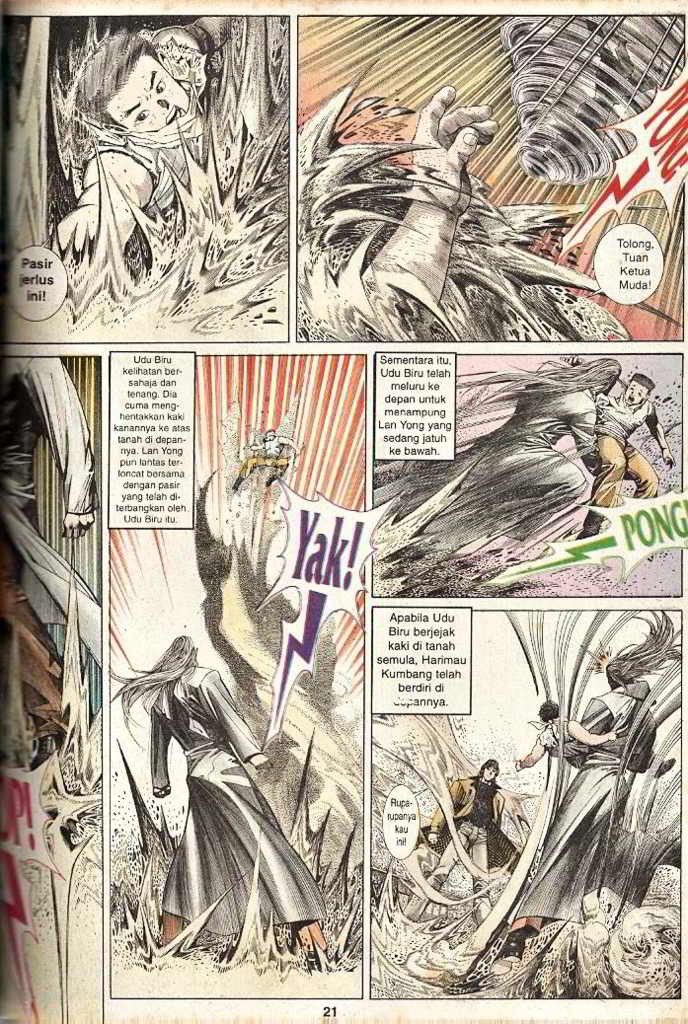 Pasir
jerlus
ini!
PONG
Tolong,
Tuan
Ketua
Muda!
Udu Biru
kelihatan ber-
sahaja dan
tenang. Dia
cuma meng-
hentakkan kaki
kanannya ke atas
tanah di depan-
nya. Lan Yong
pun lantas ter-
loncat bersama
dengan pasir
yang telah di-
terbangkan oleh
Udu Biru itu.
Yak!
Sementara itu,
Udu Biru telah
meluru ke
depan untuk
menampung
Lan Yong yang
sedang jatuh
ke bawah.
PONG!
UP!
Apabila Udu
Biru berjejak
kaki di tanah
semula, Harimau
Kumbang telah
berdiri di
depannya.
Rupa-
rupanya
kau
ini!
21